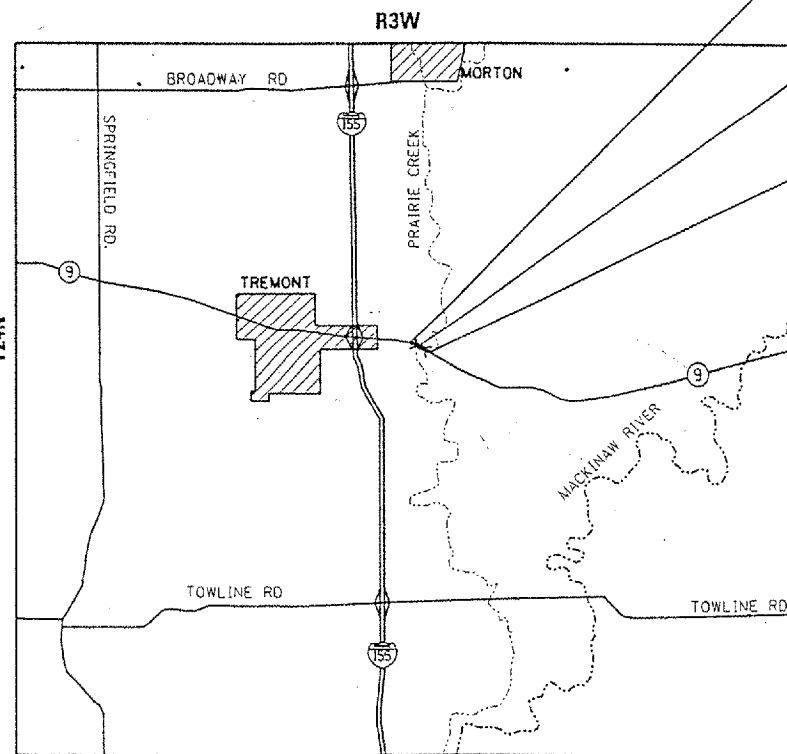 R3W
BROADWAY RD
MORTON
155
SPRINGFIELD RD.
PRAIRIE CREEK
9
TREMONT
9
MACKINAW RIVER
TOWLINE RD
TOWLINE RD
155